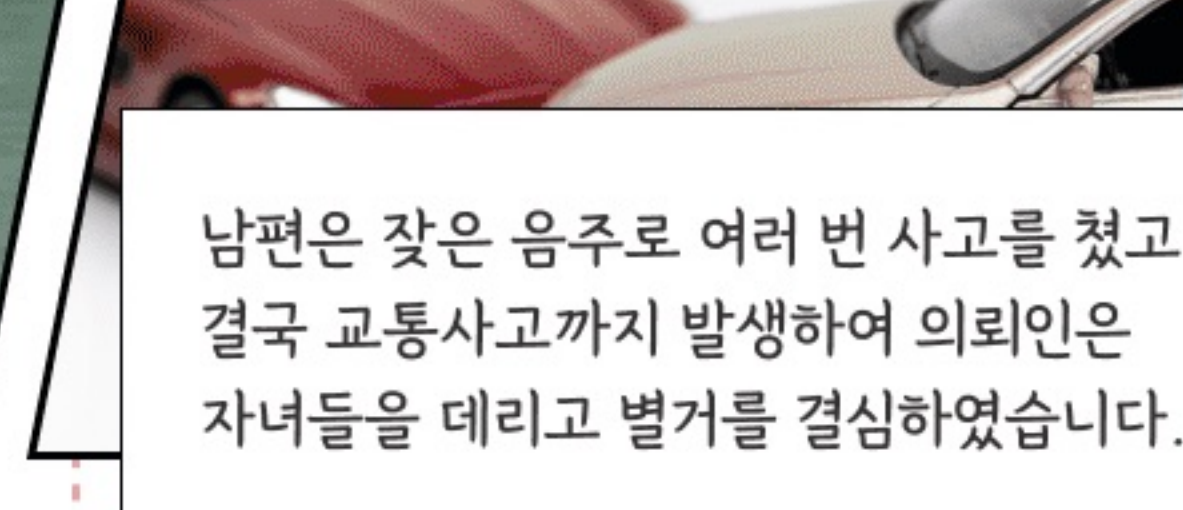 남편은 잦은 음주로 여러 번 사고를 쳤고
결국 교통사고까지 발생하여 의뢰인은
자녀들을 데리고 별거를 결심하였습니다.